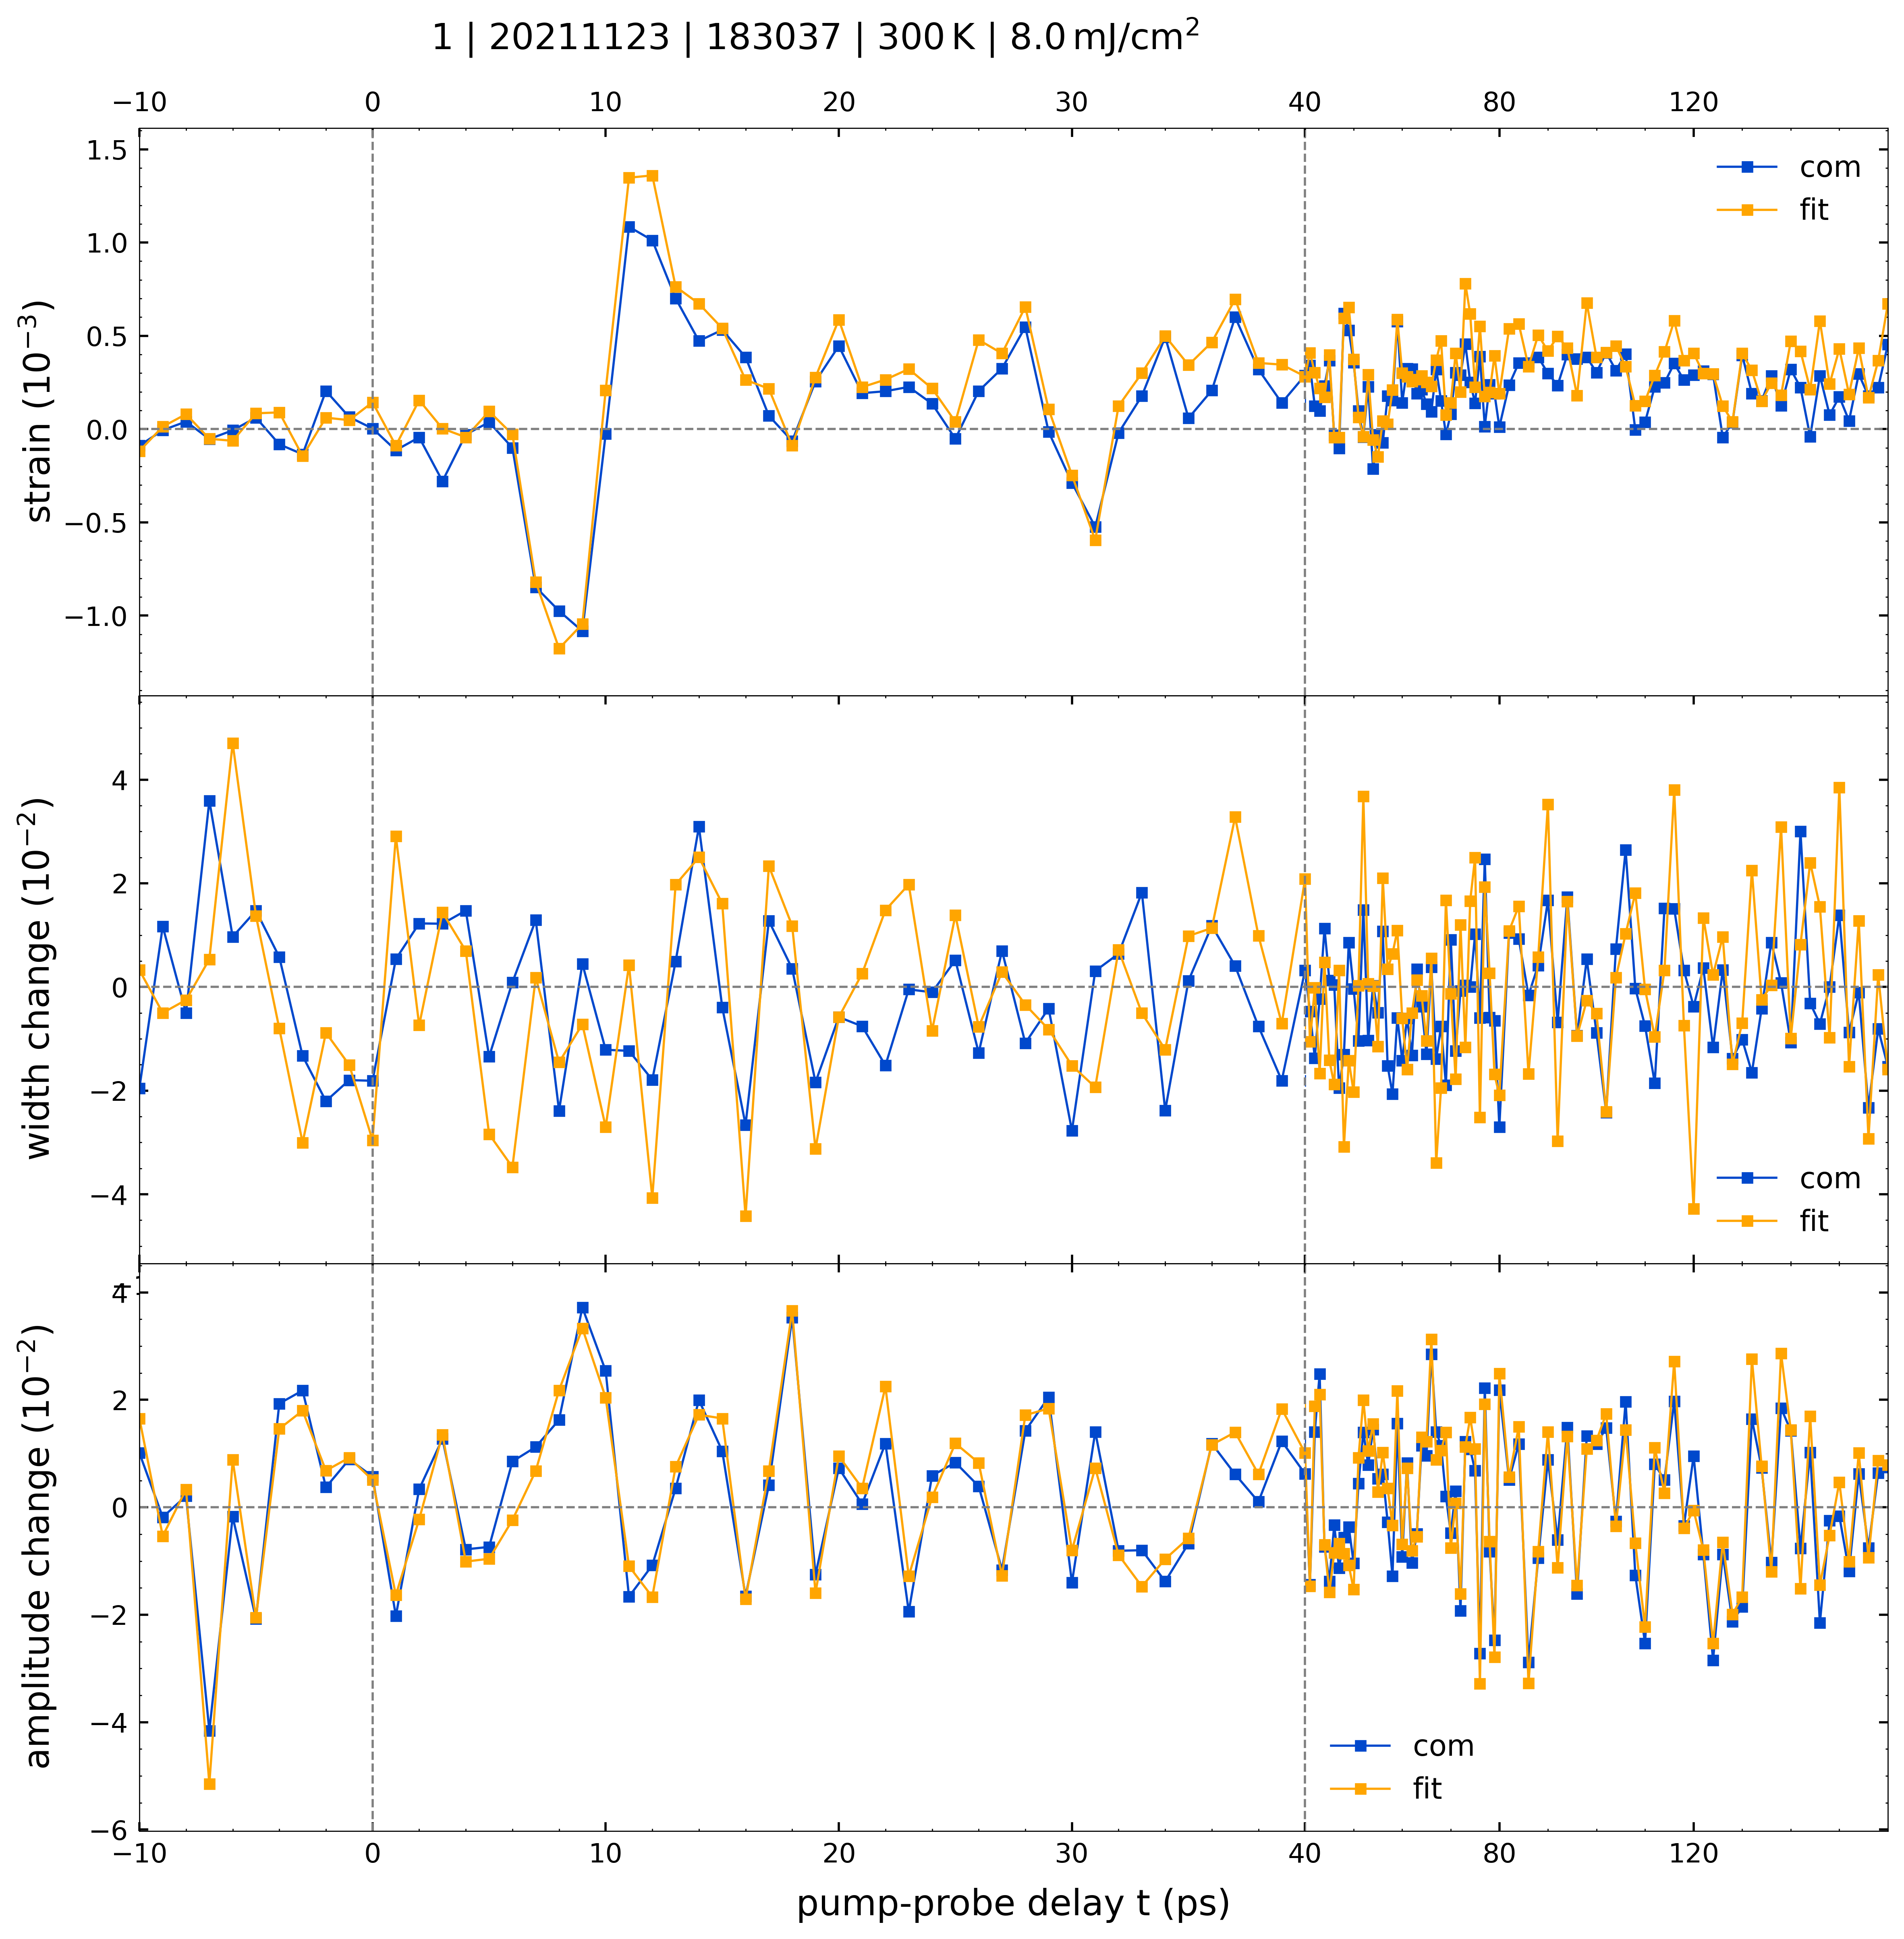 1 | 20211123 | 183037 | 300 K | 8.0 mJ/cm²
−10 0 10 20 30 40 80 120
1.5
1.0
0.5
0.0
−0.5
−1.0
strain (10⁻³)
com
fit
4
2
0
−2
−4
width change (10⁻²)
com
fit
4
2
0
−2
−4
−6
amplitude change (10⁻²)
com
fit
−10 0 10 20 30 40 80 120
pump-probe delay t (ps)